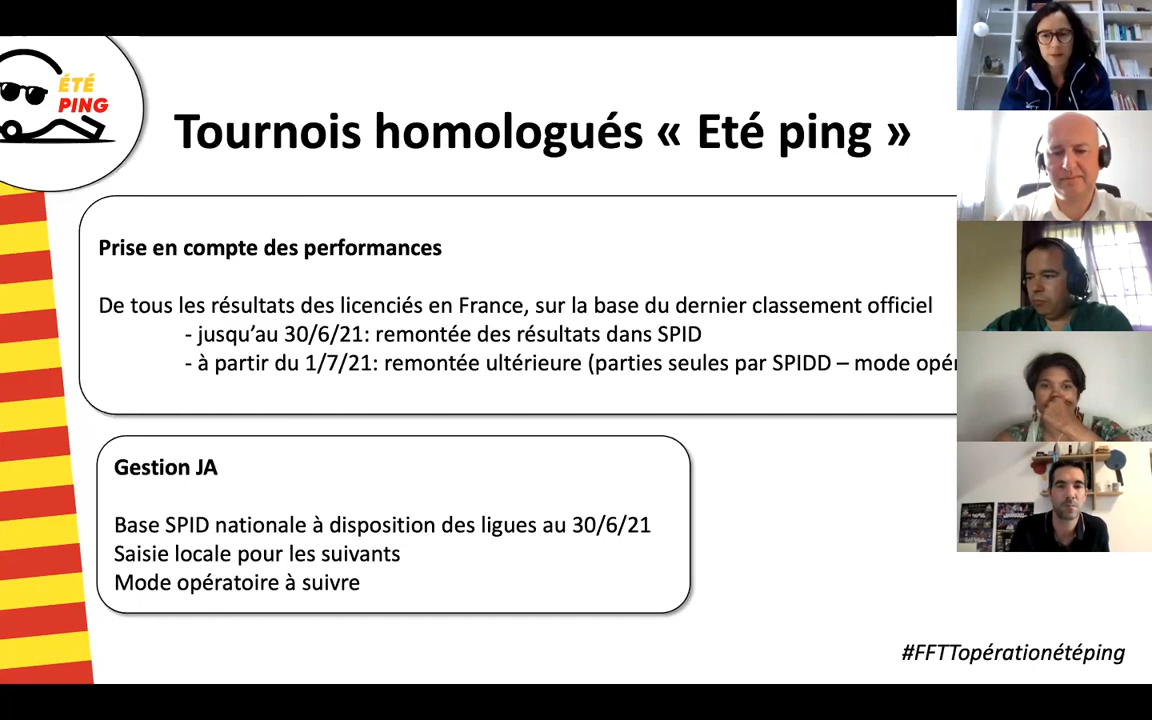 ÉTÉ
PING
Tournois homologués « Eté ping »
Prise en compte des performances
De tous les résultats des licenciés en France, sur la base du dernier classement officiel
- jusqu’au 30/6/21: remontée des résultats dans SPID
- à partir du 1/7/21: remontée ultérieure (parties seules par SPIDD – mode opér
Gestion JA
Base SPID nationale à disposition des ligues au 30/6/21
Saisie locale pour les suivants
Mode opératoire à suivre
#FFTTopérationétéping